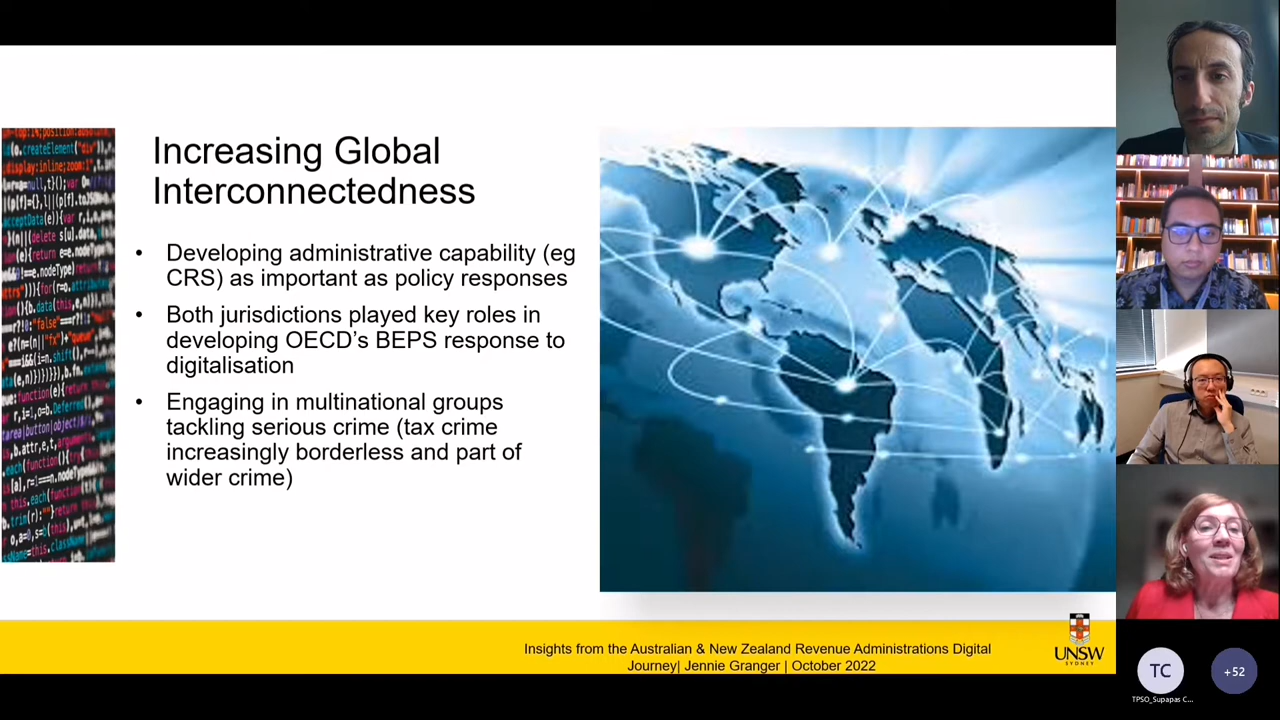 Increasing Global
Interconnectedness
• Developing administrative capability (eg
CRS) as important as policy responses
• Both jurisdictions played key roles in
developing OECD's BEPS response to
digitalisation
• Engaging in multinational groups
tackling serious crime (tax crime
increasingly borderless and part of
wider crime)
Insights from the Australian & New Zealand Revenue Administrations Digital
Journey| Jennie Granger | October 2022
UNSW
SYDNEY
TC
+52
TPSO_Supapas C...